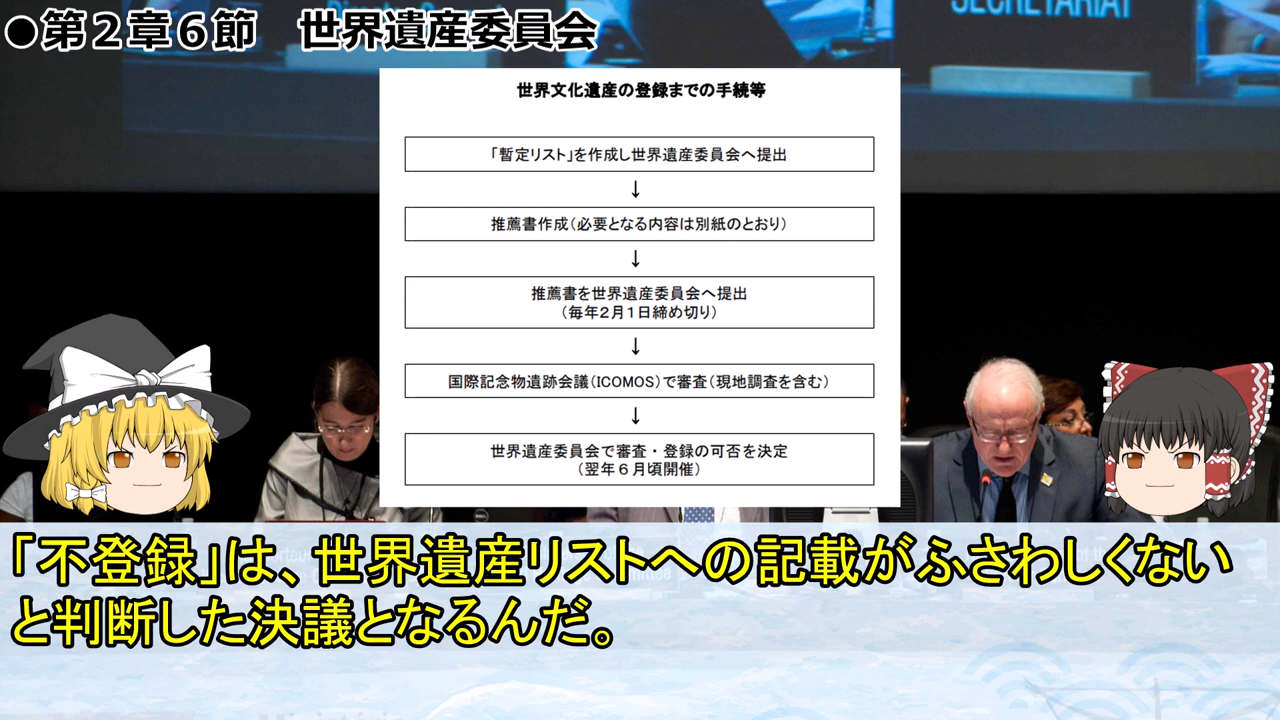 ●第2章6節　世界遺産委員会
SECRETARIAT
世界文化遺産の登録までの手続等
「暫定リスト」を作成し世界遺産委員会へ提出
↓
推薦書作成（必要となる内容は別紙のとおり）
↓
推薦書を世界遺産委員会へ提出
（毎年2月1日締め切り）
↓
国際記念物遺跡会議（ICOMOS）で審査（現地調査を含む）
↓
世界遺産委員会で審査・登録の可否を決定
（翌年6月頃開催）
「不登録」は、世界遺産リストへの記載がふさわしくない
と判断した決議となるんだ。